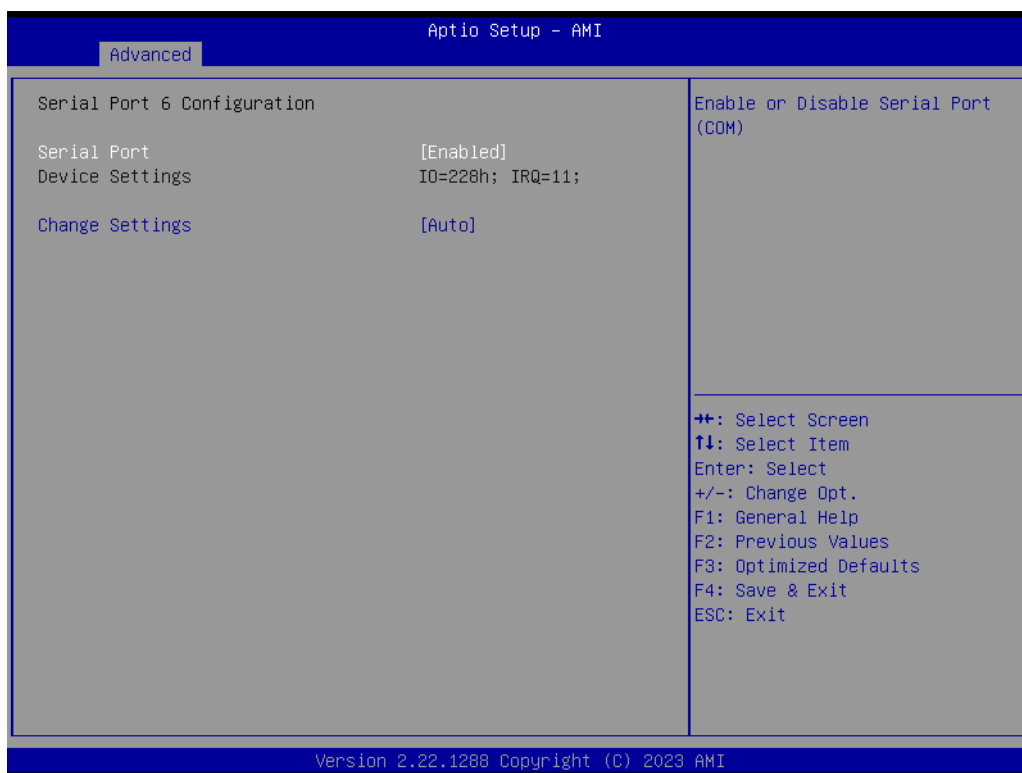 Aptio Setup – AMI
Advanced
Serial Port 6 Configuration
Serial Port [Enabled]
Device Settings IO=228h; IRQ=11;
Change Settings [Auto]
Enable or Disable Serial Port
(COM)
→←: Select Screen
↑↓: Select Item
Enter: Select
+/-: Change Opt.
F1: General Help
F2: Previous Values
F3: Optimized Defaults
F4: Save & Exit
ESC: Exit
Version 2.22.1288 Copyright (C) 2023 AMI